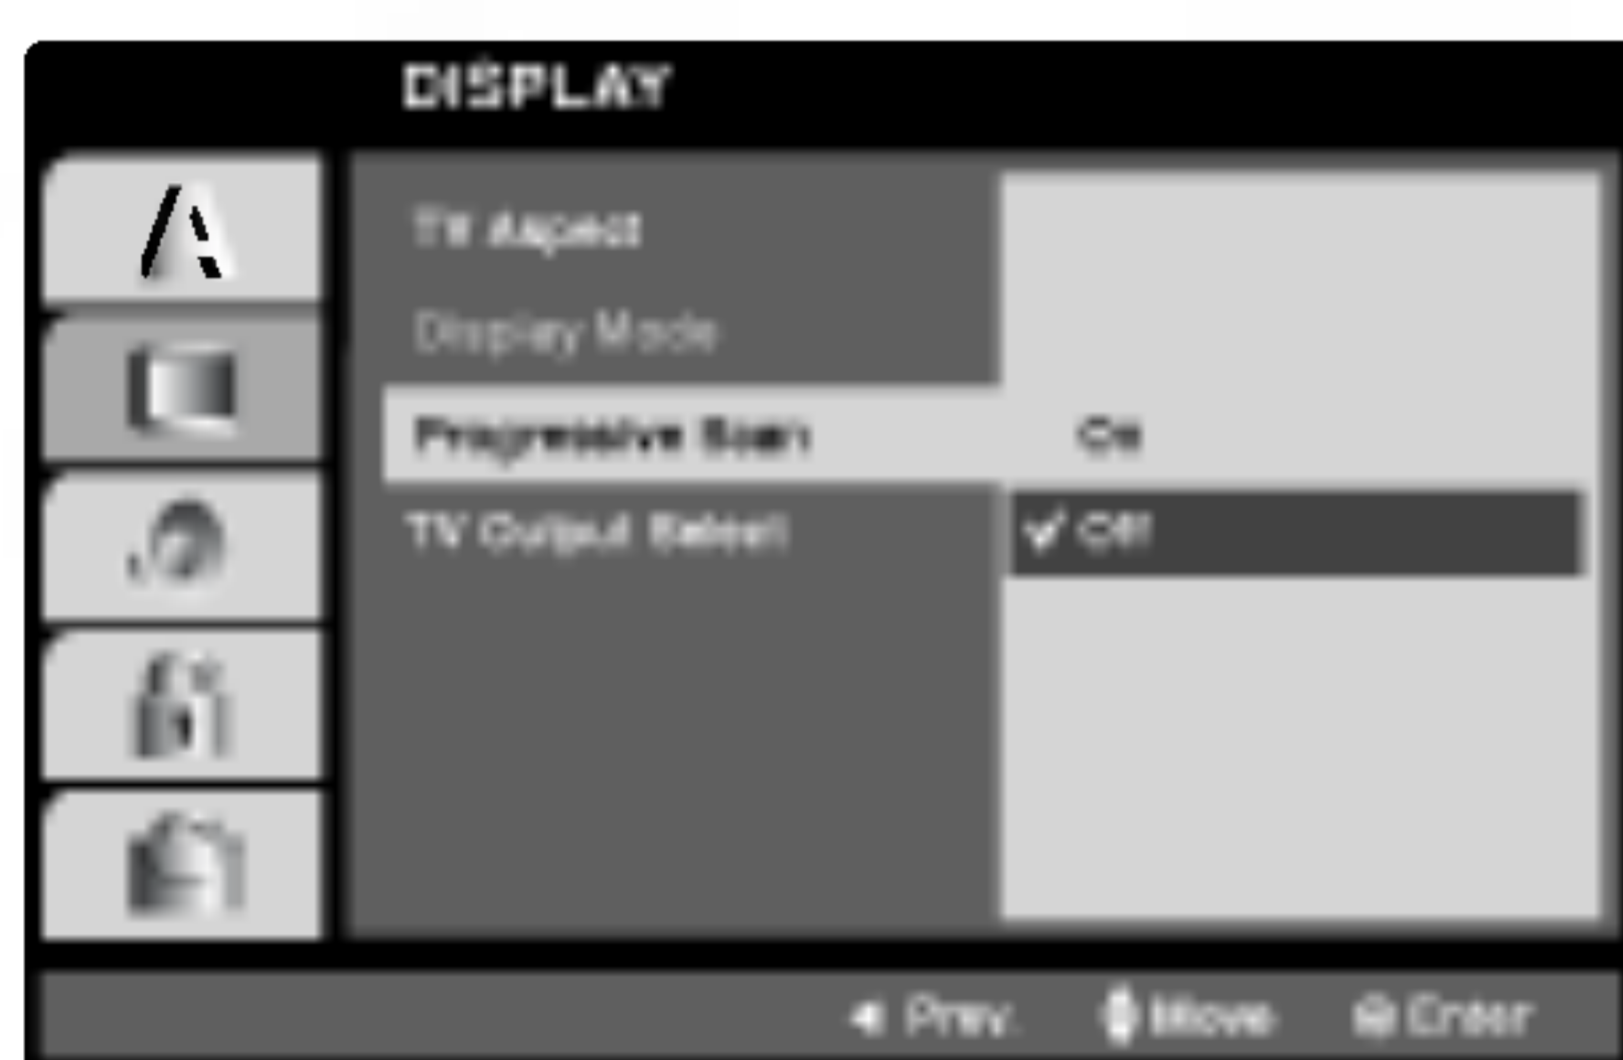 DISPLAY
TV Aspect
Display Mode
Progressive Scan On
TV Output Select ✓ Off
◀ Prev. Move Enter